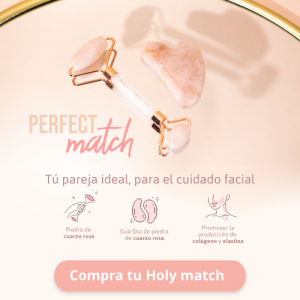 PERFECT
match
Tú pareja ideal, para el cuidado facial
Piedra de
cuarzo rosa.
Gua Sha de piedra
de cuarzo rosa.
Promover la
producción de
colágeno y elastina
Compra tu Holy match